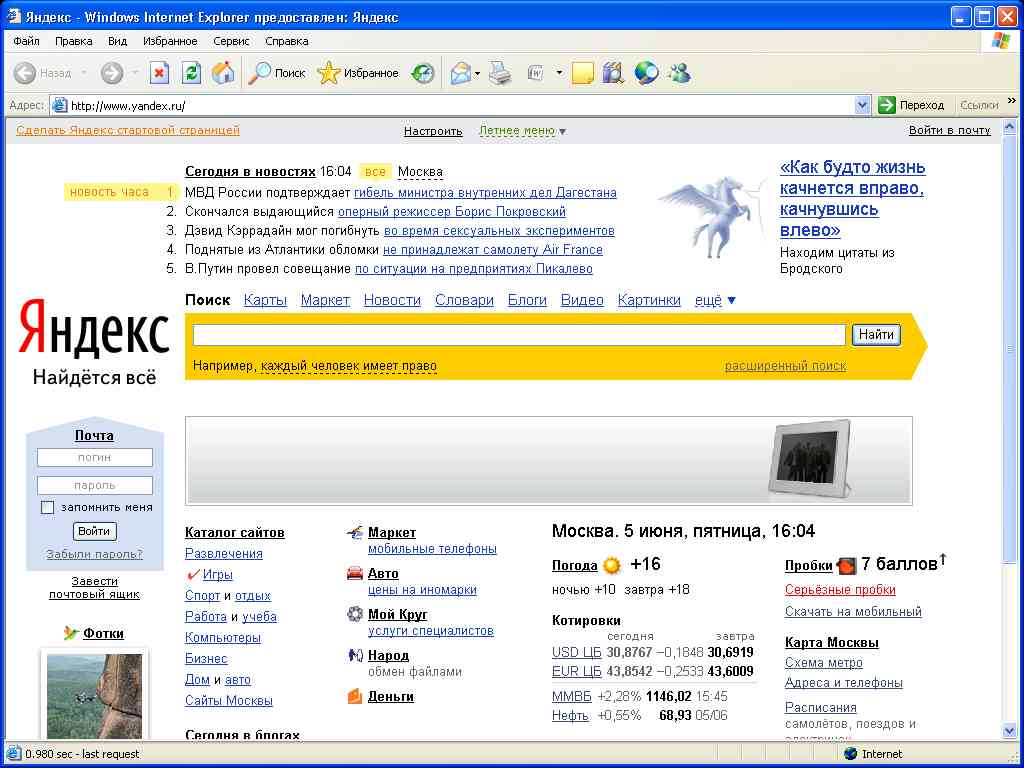 Яндекс - Windows Internet Explorer предоставлен: Яндекс
Файл Правка Вид Избранное Сервис Справка
Назад Поиск Избранное
Адрес: http://www.yandex.ru/ Переход Ссылки »
Сделать Яндекс стартовой страницей Настроить Летнее меню ▼ Войти в почту
Сегодня в новостях 16:04 все Москва
новость часа 1 МВД России подтверждает гибель министра внутренних дел Дагестана
2. Скончался выдающийся оперный режиссер Борис Покровский
3. Дэвид Кэррадайн мог погибнуть во время сексуальных экспериментов
4. Поднятые из Атлантики обломки не принадлежат самолету Air France
5. В.Путин провел совещание по ситуации на предприятиях Пикалево
«Как будто жизнь
качнется вправо,
качнувшись
влево»
Находим цитаты из
Бродского
Яндекс
Найдётся всё
Поиск Карты Маркет Новости Словари Блоги Видео Картинки ещё ▼
Найти
Например, каждый человек имеет право расширенный поиск
Почта
логин
пароль
запомнить меня
Войти
Забыли пароль?
Завести
почтовый ящик
Фотки
Каталог сайтов
Развлечения
Игры
Спорт и отдых
Работа и учеба
Компьютеры
Бизнес
Дом и авто
Сайты Москвы
Сегодня в блогах
Маркет
мобильные телефоны
Авто
цены на иномарки
Мой Круг
услуги специалистов
Народ
обмен файлами
Деньги
Москва. 5 июня, пятница, 16:04
Погода +16
ночью +10 завтра +18
Котировки
сегодня завтра
USD ЦБ 30,8767 −0,1848 30,6919
EUR ЦБ 43,8542 −0,2533 43,6009
ММВБ +2,28% 1146,02 15:45
Нефть +0,55% 68,93 05/06
Пробки 7 баллов↑
Серьёзные пробки
Скачать на мобильный
Карта Москвы
Схема метро
Адреса и телефоны
Расписания
самолётов, поездов и
электричек
0.980 sec - last request Internet